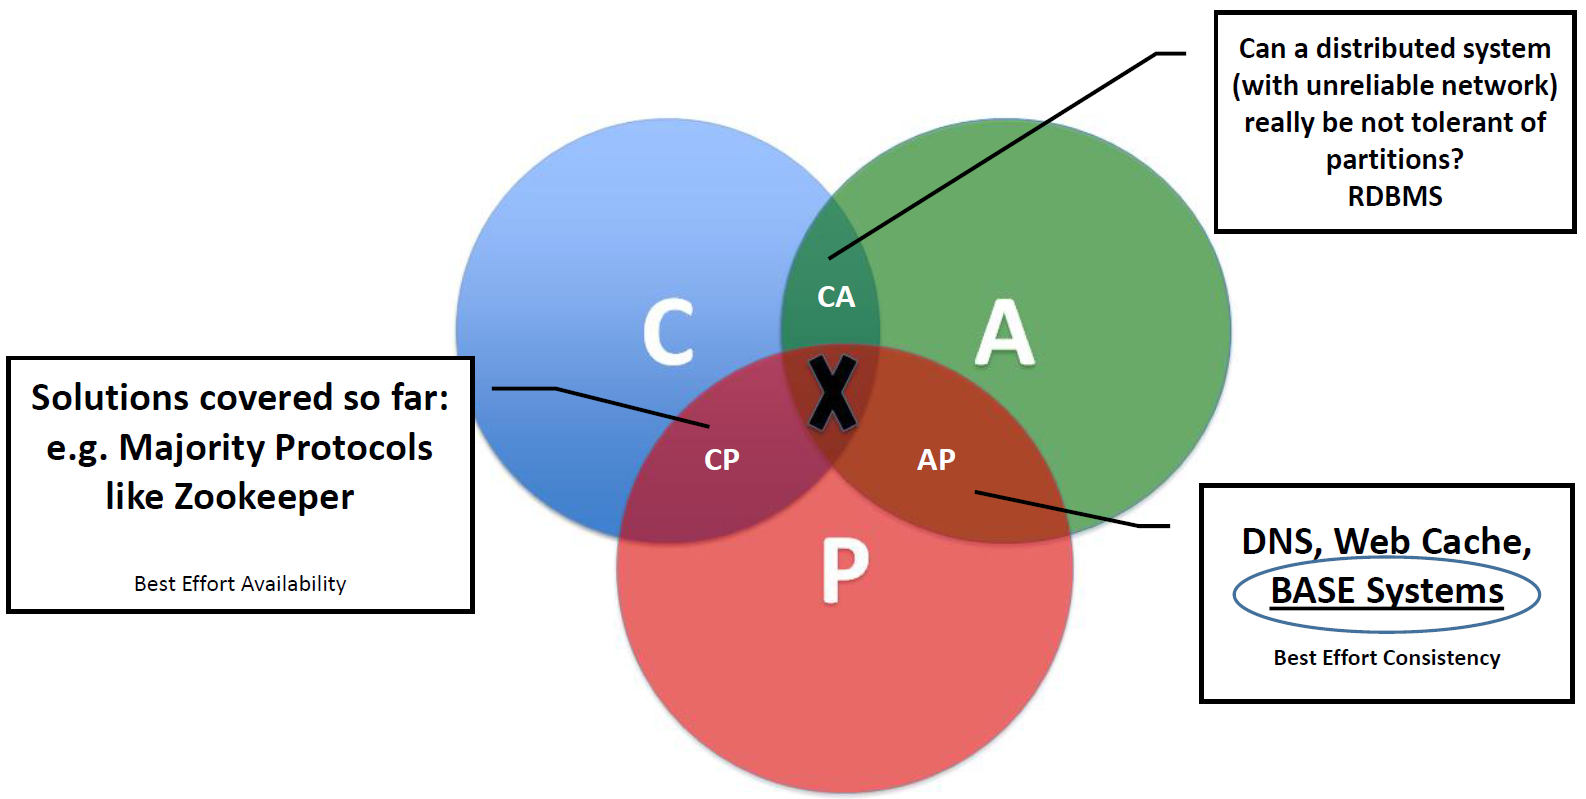 Can a distributed system
(with unreliable network)
really be not tolerant of
partitions?
RDBMS
C
A
CA
Solutions covered so far:
e.g. Majority Protocols
like Zookeeper
Best Effort Availability
X
CP
AP
P
DNS, Web Cache,
BASE Systems
Best Effort Consistency